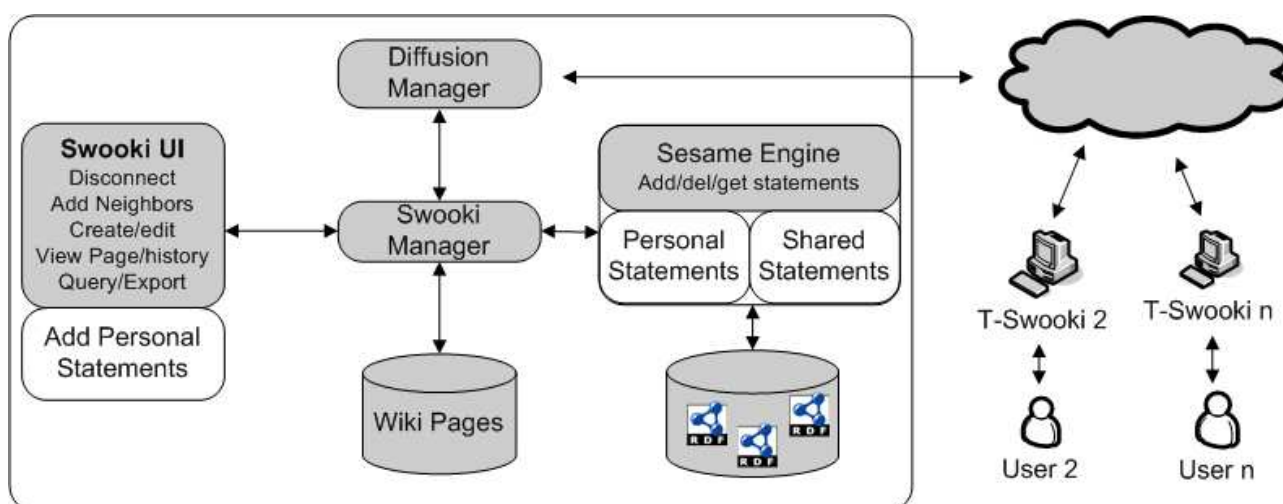 Diffusion
Manager
Swooki UI
Disconnect
Add Neighbors
Create/edit
View Page/history
Query/Export
Add Personal
Statements
Swooki
Manager
Wiki Pages
Sesame Engine
Add/del/get statements
Personal
Statements
Shared
Statements
RDF
RDF
RDF
T-Swooki 2
T-Swooki n
User 2
User n